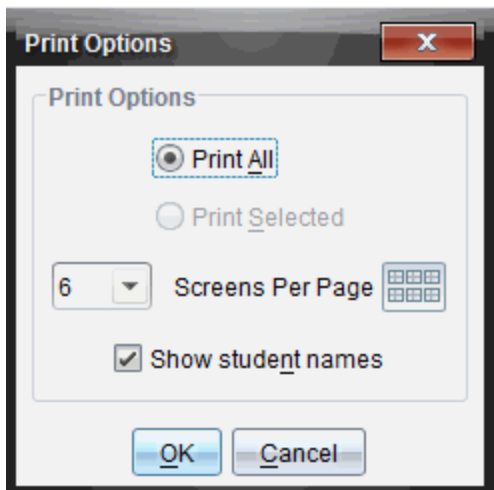 Print Options
Print Options
Print All
Print Selected
6 Screens Per Page
Show student names
OK Cancel